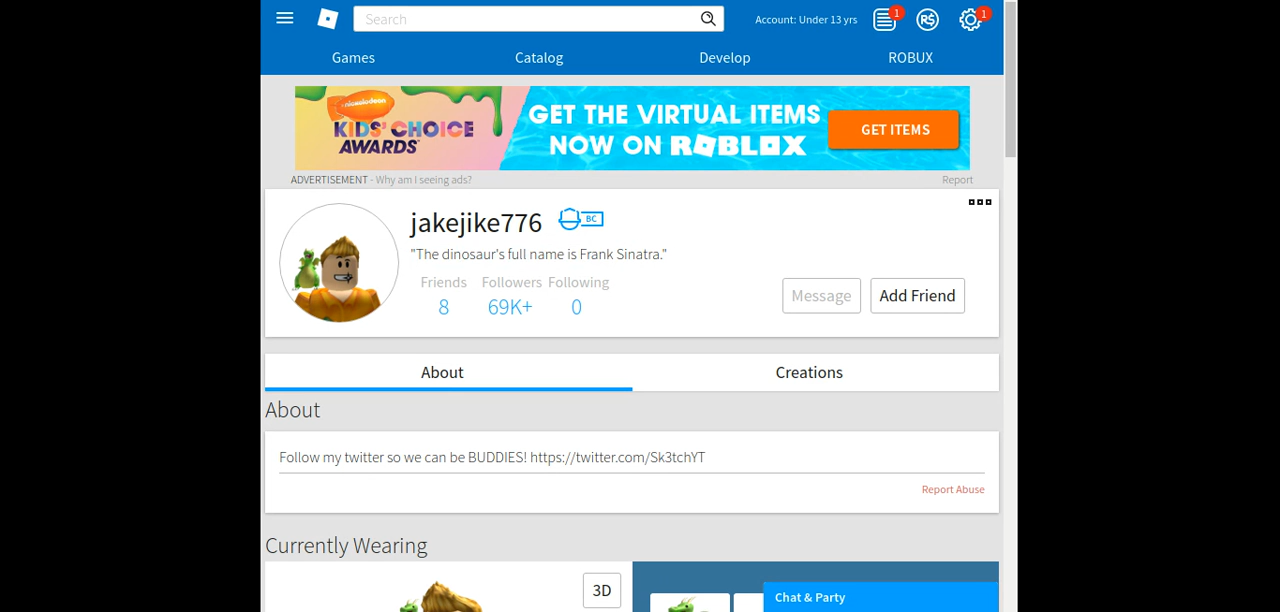 Search
Account: Under 13 yrs
1
R$
1
Games
Catalog
Develop
ROBUX
nickelodeon
KIDS' CHOICE
AWARDS
GET THE VIRTUAL ITEMS
NOW ON ROBLOX
GET ITEMS
ADVERTISEMENT - Why am I seeing ads?
Report
jakejike776
BC
"The dinosaur's full name is Frank Sinatra."
Friends
Followers
Following
8
69K+
0
Message
Add Friend
About
Creations
About
Follow my twitter so we can be BUDDIES! https://twitter.com/Sk3tchYT
Report Abuse
Currently Wearing
3D
Chat & Party